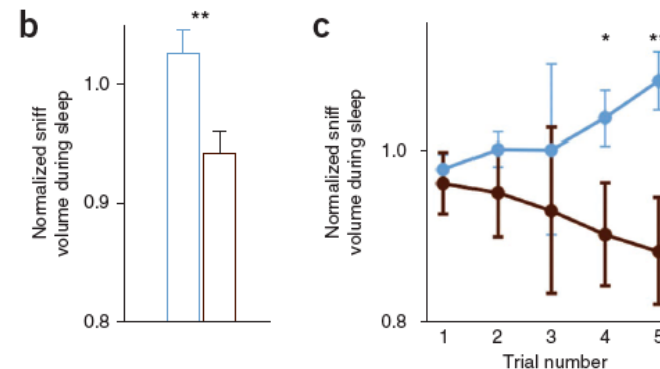 b
**
1.0
0.9
0.8
Normalized sniff
volume during sleep
c
*
**
1.0
0.8
Normalized sniff
volume during sleep
1 2 3 4 5
Trial number